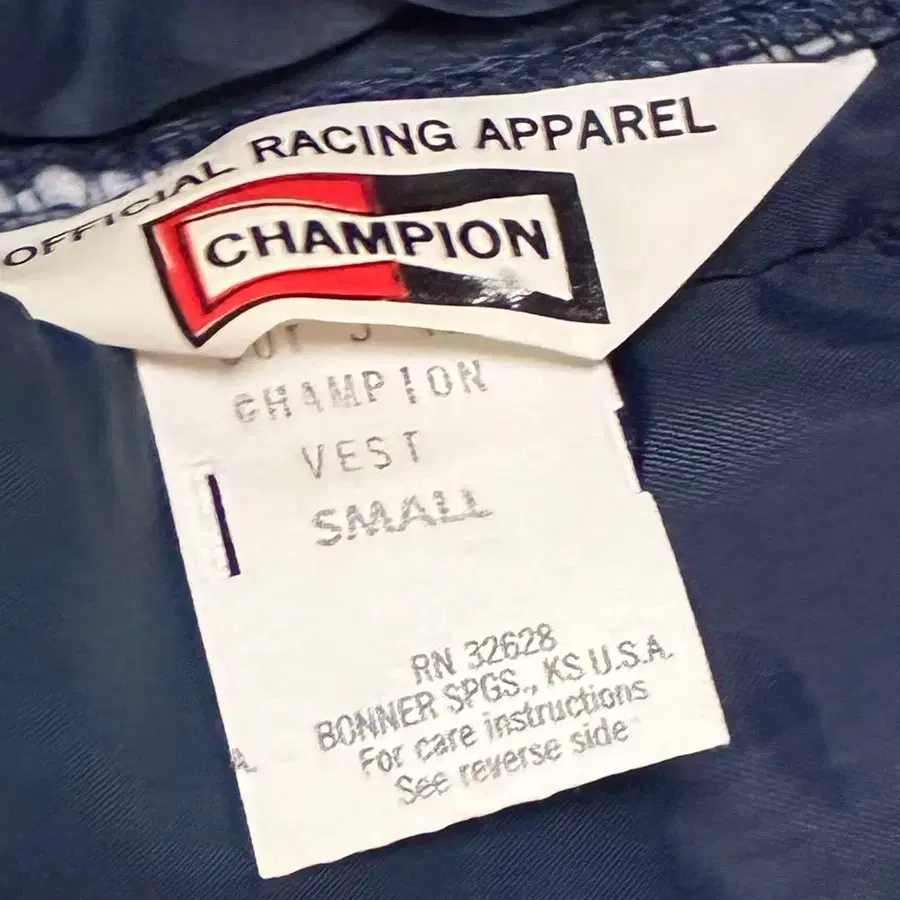 OFFICIAL RACING APPAREL
CHAMPION
CHAMPION
VEST
SMALL
RN 32628
BONNER SPGS., KS U.S.A.
For care instructions
See reverse side